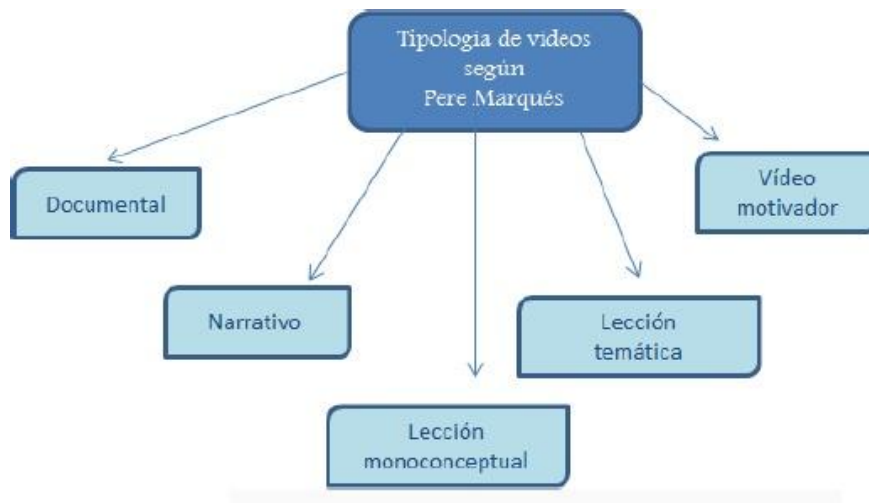 Tipologia de videos
según
Pere Marqués
Documental
Vídeo
motivador
Narrativo
Lección
temática
Lección
monoconceptual